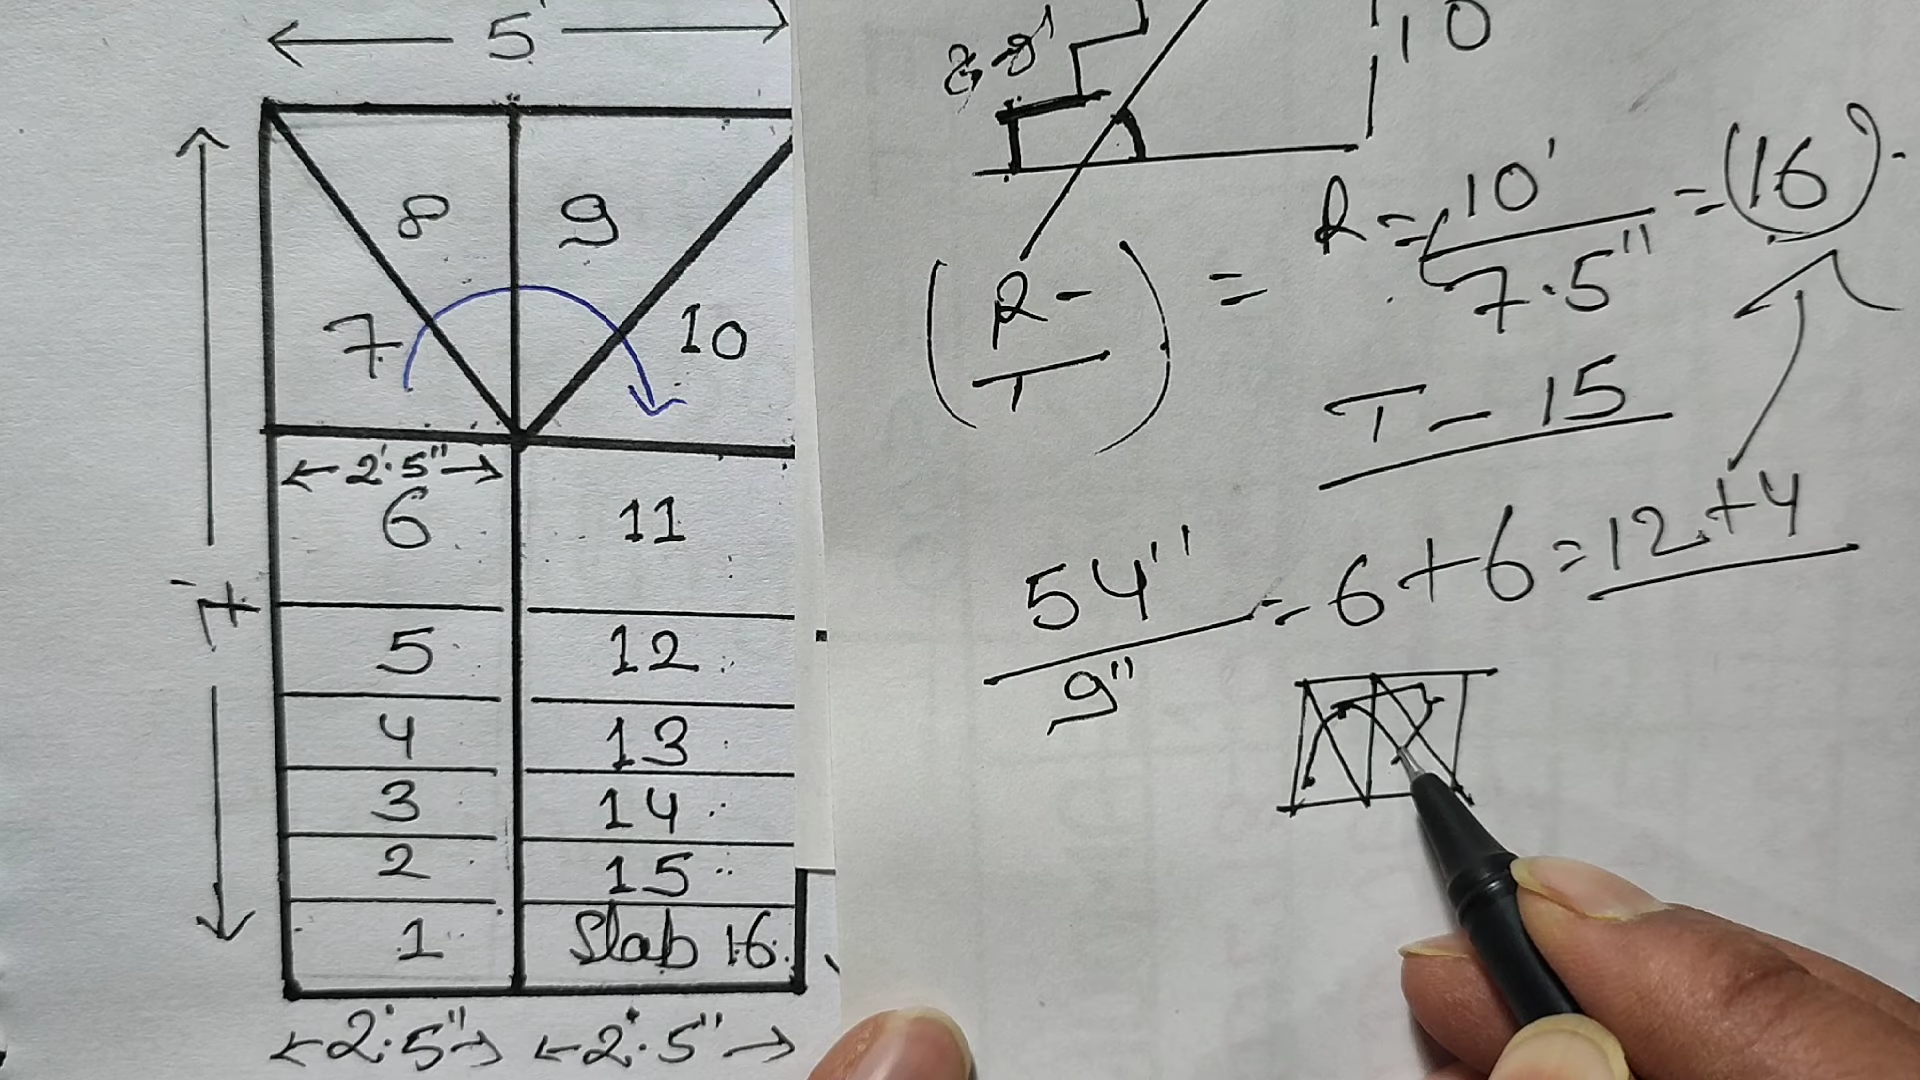 5'
8 9
7 10
2'.5"
6 11
7'
5 12
4 13
3 14
2 15
1 Slab 16
2'.5" 2'.5"
10
R = 10' / 7.5" = (16)
(R - / T) =
T - 15
54" / 9" = 6 + 6 = 12 + 4